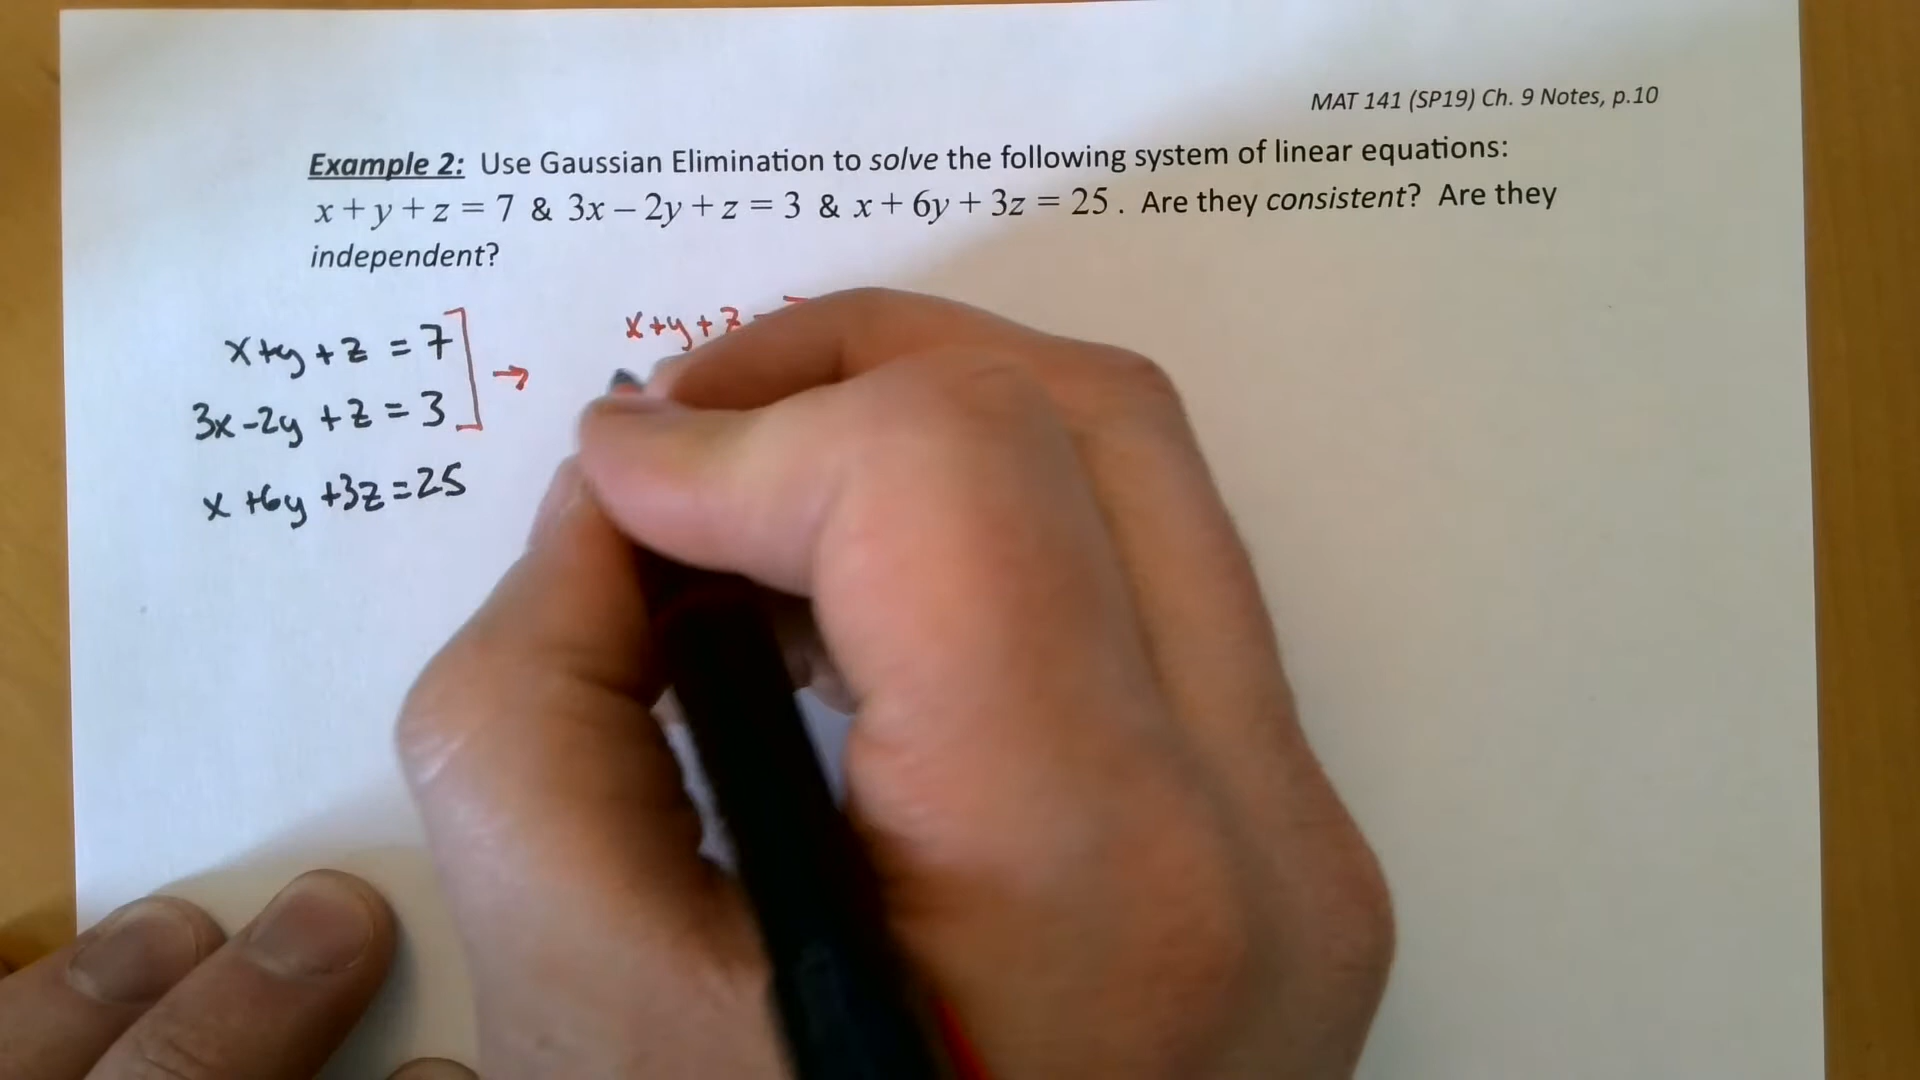 MAT 141 (SP19) Ch. 9 Notes, p.10
Example 2: Use Gaussian Elimination to solve the following system of linear equations:
x + y + z = 7 & 3x – 2y + z = 3 & x + 6y + 3z = 25. Are they consistent? Are they
independent?
x+y+z = 7
3x-2y+z = 3
x+6y+3z=25
→
x+y+z